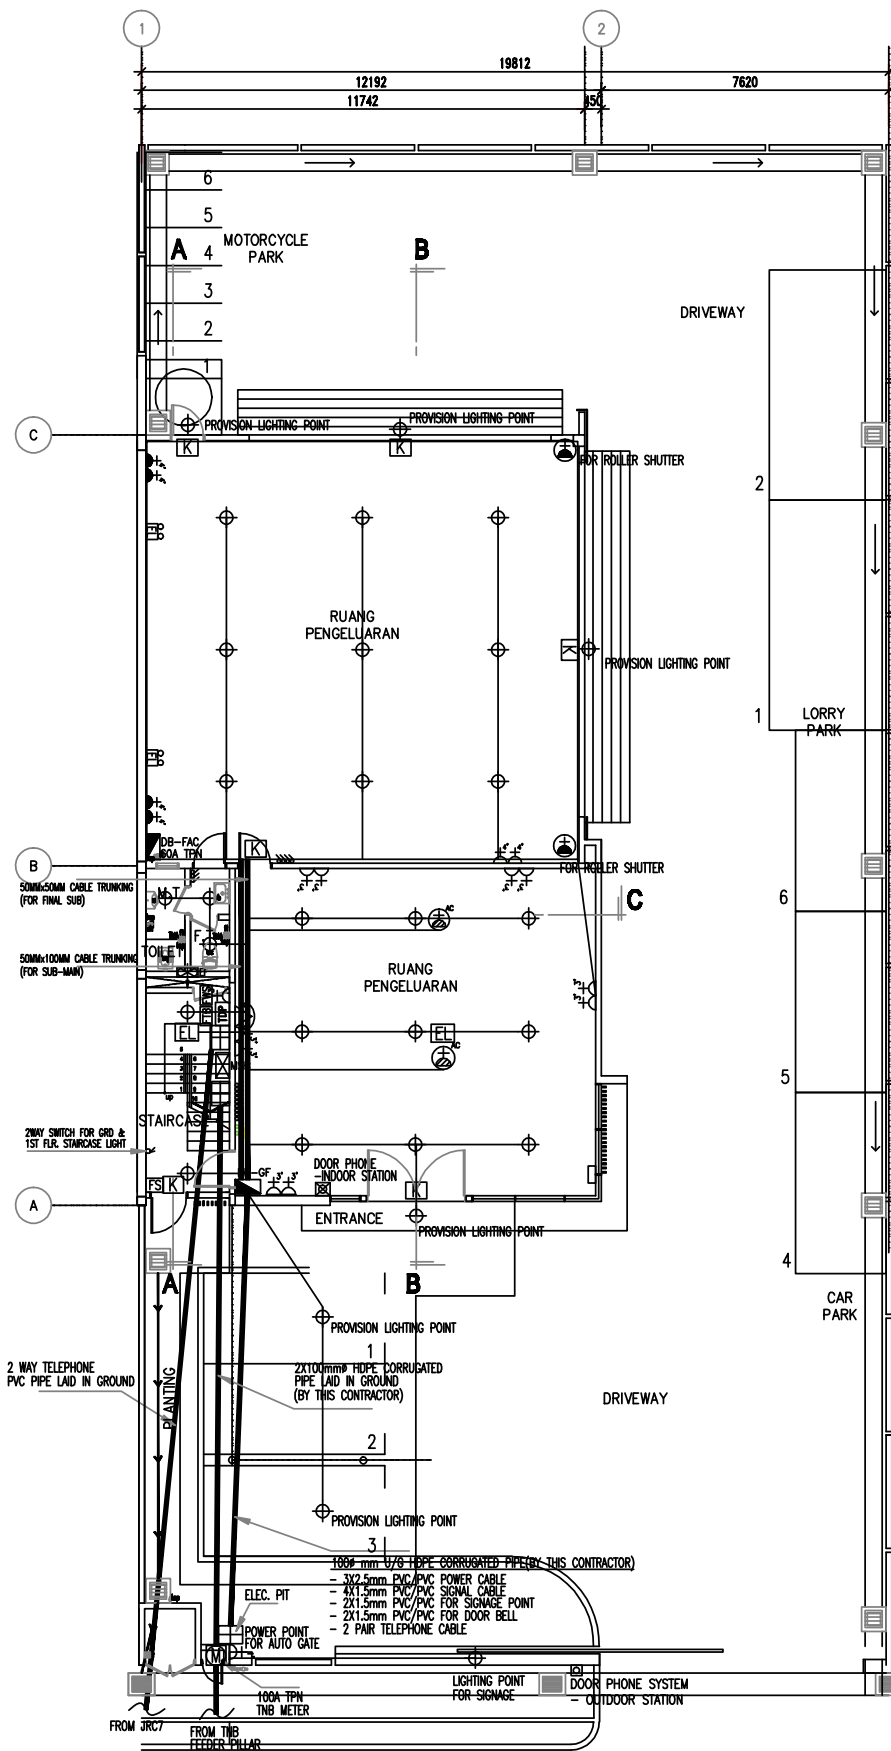 1
2
19812
12192
7620
11742
450
6
5
A
MOTORCYCLE
PARK
B
4
3
DRIVEWAY
2
1
PROVISION LIGHTING POINT
PROVISION LIGHTING POINT
C
K
K
FOR ROLLER SHUTTER
2
RUANG
PENGELUARAN
K
PROVISION LIGHTING POINT
1
LORRY
PARK
DB-FAC
60A TPN
K
B
FOR ROLLER SHUTTER
50MMx50MM CABLE TRUNKING
(FOR FINAL SUB)
M.T
6
C
AC
F
TOILET
50MMx100MM CABLE TRUNKING
(FOR SUB-MAIN)
RUANG
PENGELUARAN
TDP
EL
EL
AC
5
up
STAIRCASE
2WAY SWITCH FOR GRD &
1ST FLR. STAIRCASE LIGHT
DOOR PHONE
-INDOOR STATION
GF
FS
K
3'
3'
K
A
ENTRANCE
PROVISION LIGHTING POINT
4
A
B
CAR
PARK
PROVISION LIGHTING POINT
1
2 WAY TELEPHONE
PVC PIPE LAID IN GROUND
2X100mmø HDPE CORRUGATED
PIPE LAID IN GROUND
(BY THIS CONTRACTOR)
PLANTING
DRIVEWAY
2
PROVISION LIGHTING POINT
3
100ø mm U/G HDPE CORRUGATED PIPE(BY THIS CONTRACTOR)
- 3X2.5mm PVC/PVC POWER CABLE
- 4X1.5mm PVC/PVC SIGNAL CABLE
- 2X1.5mm PVC/PVC FOR SIGNAGE POINT
- 2X1.5mm PVC/PVC FOR DOOR BELL
- 2 PAIR TELEPHONE CABLE
ELEC. PIT
POWER POINT
FOR AUTO GATE
M
LIGHTING POINT
FOR SIGNAGE
DOOR PHONE SYSTEM
- OUTDOOR STATION
100A TPN
TNB METER
FROM JRC7
FROM TNB
FEEDER PILLAR